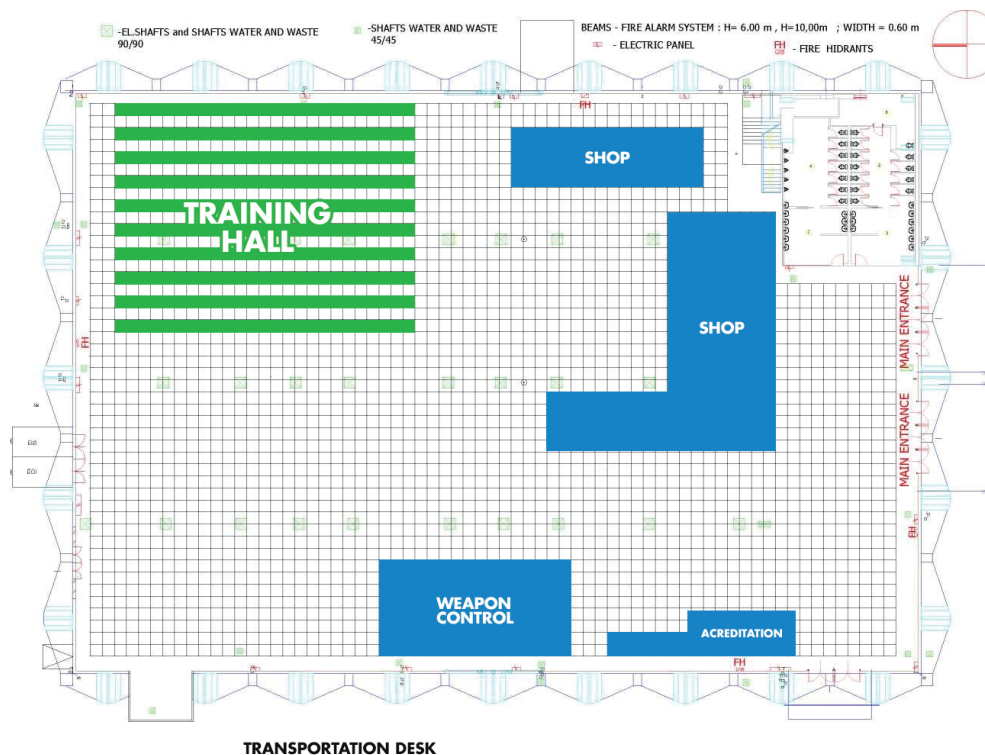 -EL.SHAFTS and SHAFTS WATER AND WASTE
90/90
-SHAFTS WATER AND WASTE
45/45
BEAMS - FIRE ALARM SYSTEM : H= 6.00 m , H=10,00m ; WIDTH = 0.60 m
- ELECTRIC PANEL
FH - FIRE HIDRANTS
FH
SHOP
TRAINING
HALL
SHOP
FH
MAIN ENTRANCE
MAIN ENTRANCE
FH
WEAPON
CONTROL
ACREDITATION
FH
TRANSPORTATION DESK